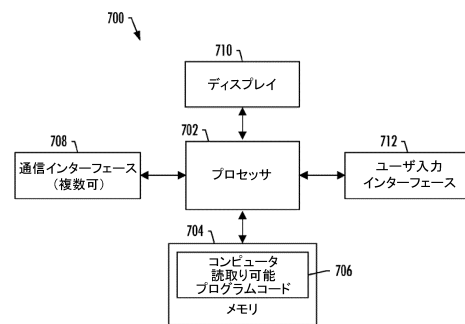 700
710
ディスプレイ
708
通信インターフェース
（複数可）
702
プロセッサ
712
ユーザ入力
インターフェース
704
コンピュータ
読取り可能
プログラムコード
706
メモリ